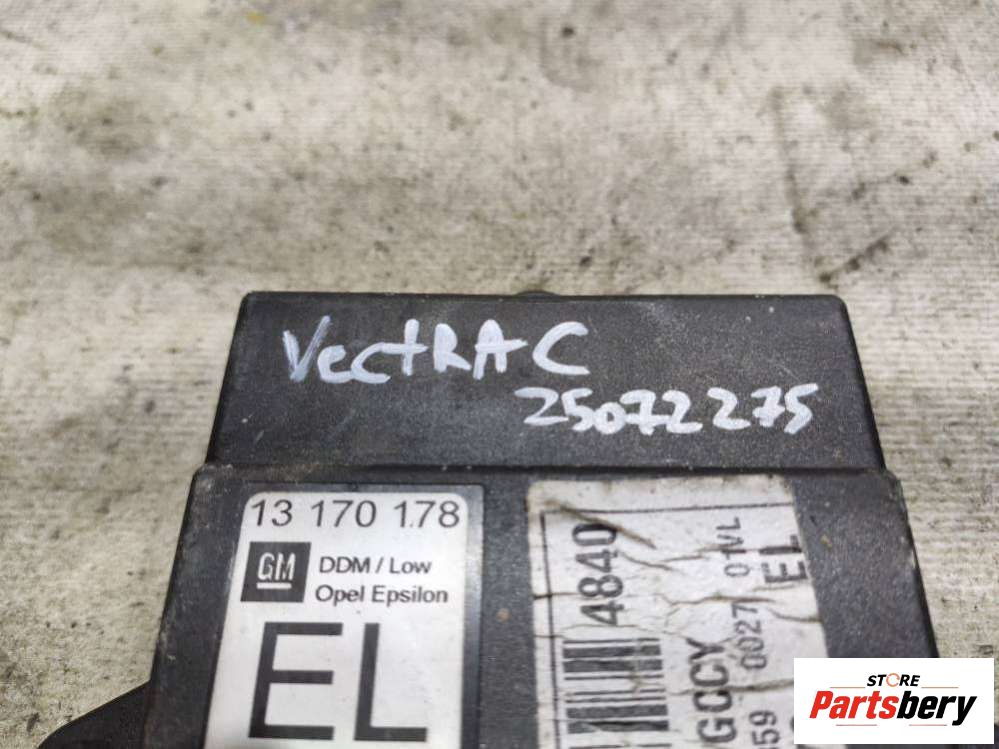 VectRA C
25072275
13 170 178
GM
DDM / Low
Opel Epsilon
EL
4840
GCCY
0027 01VL
EL
STORE
Partsbery